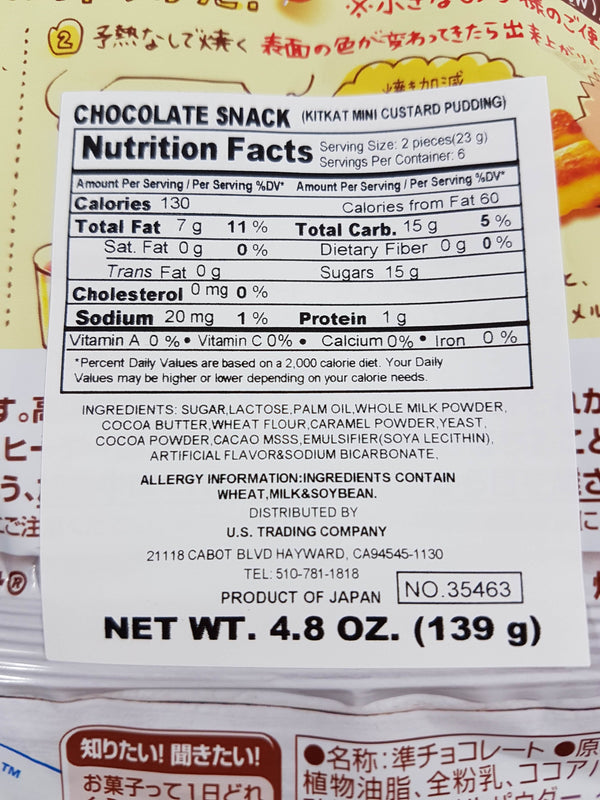 ② 予熱なしで焼く 表面の色が変わってきたら出来上がり
焼き加減
CHOCOLATE SNACK (KITKAT MINI CUSTARD PUDDING)
Nutrition Facts Serving Size: 2 pieces(23 g)
Servings Per Container: 6
Amount Per Serving / Per Serving %DV* Amount Per Serving / Per Serving %DV*
Calories 130 Calories from Fat 60
Total Fat 7 g 11 % Total Carb. 15 g 5 %
Sat. Fat 0 g 0 % Dietary Fiber 0 g 0 %
Trans Fat 0 g Sugars 15 g
Cholesterol 0 mg 0 %
Sodium 20 mg 1 % Protein 1 g
Vitamin A 0 % • Vitamin C 0% • Calcium 0% • Iron 0 %
*Percent Daily Values are based on a 2,000 calorie diet. Your Daily
Values may be higher or lower depending on your calorie needs.
INGREDIENTS: SUGAR,LACTOSE,PALM OIL,WHOLE MILK POWDER,
COCOA BUTTER,WHEAT FLOUR,CARAMEL POWDER,YEAST,
COCOA POWDER,CACAO MSSS,EMULSIFIER(SOYA LECITHIN),
ARTIFICIAL FLAVOR&SODIUM BICARBONATE,
ALLERGY INFORMATION:INGREDIENTS CONTAIN
WHEAT,MILK&SOYBEAN.
DISTRIBUTED BY
U.S. TRADING COMPANY
21118 CABOT BLVD HAYWARD, CA94545-1130
TEL: 510-781-1818
PRODUCT OF JAPAN NO.35463
NET WT. 4.8 OZ. (139 g)
知りたい! 聞きたい!
お菓子って1日どれ
●名称:準チョコレート ●原
植物油脂、全粉乳、ココア
TM